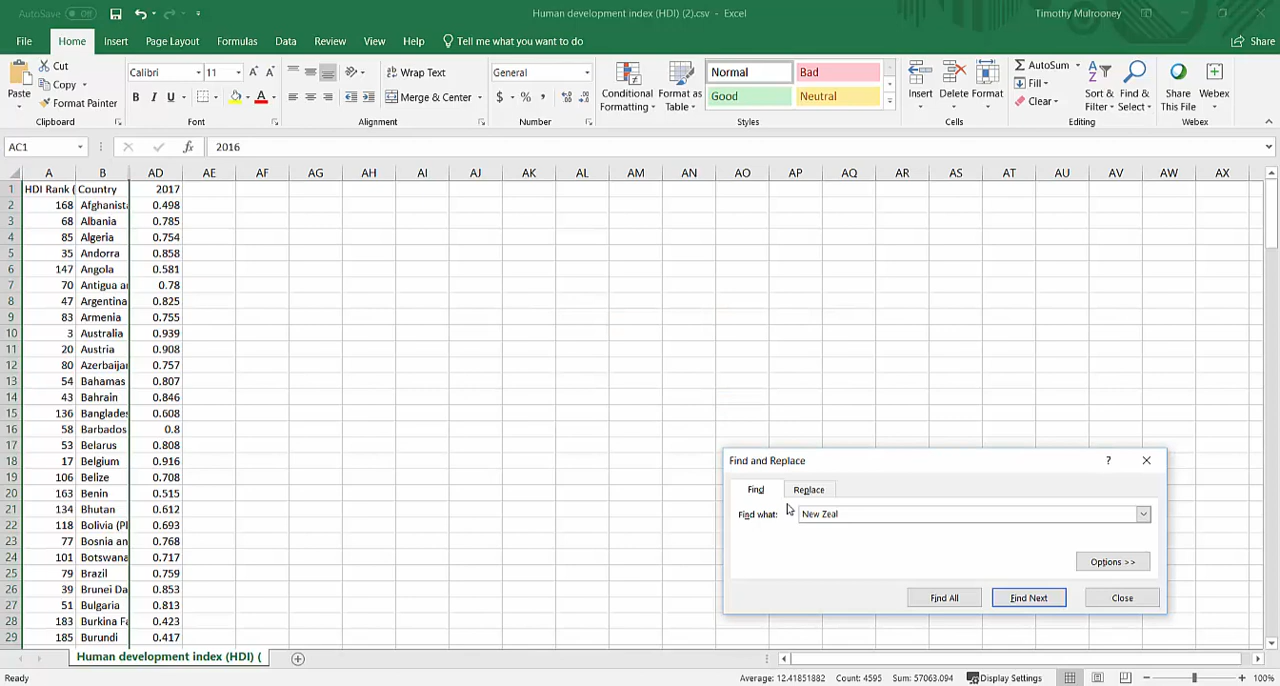 AutoSave Off Human development index (HDI) (2).csv - Excel Timothy Mulrooney
File Home Insert Page Layout Formulas Data Review View Help Tell me what you want to do Share
Paste Cut Copy Format Painter
Calibri 11 A A B I U A
Wrap Text Merge & Center
General $ % ,
Conditional Formatting Format as Table
Normal Bad
Good Neutral
Insert Delete Format
AutoSum Fill Clear
Sort & Filter Find & Select
Share This File Webex
Clipboard Font Alignment Number Styles Cells Editing Webex
AC1 fx 2016
A B AD AE AF AG AH AI AJ AK AL AM AN AO AP AQ AR AS AT AU AV AW AX
1 HDI Rank ( Country 2017
2 168 Afghanist 0.498
3 68 Albania 0.785
4 85 Algeria 0.754
5 35 Andorra 0.858
6 147 Angola 0.581
7 70 Antigua a 0.78
8 47 Argentina 0.825
9 83 Armenia 0.755
10 3 Australia 0.939
11 20 Austria 0.908
12 80 Azerbaijan 0.757
13 54 Bahamas 0.807
14 43 Bahrain 0.846
15 136 Banglades 0.608
16 58 Barbados 0.8
17 53 Belarus 0.808
18 17 Belgium 0.916
19 106 Belize 0.708
20 163 Benin 0.515
21 134 Bhutan 0.612
22 118 Bolivia (Pl 0.693
23 77 Bosnia an 0.768
24 101 Botswana 0.717
25 79 Brazil 0.759
26 39 Brunei Da 0.853
27 51 Bulgaria 0.813
28 183 Burkina Fa 0.423
29 185 Burundi 0.417
Find and Replace ? ×
Find Replace
Find what: New Zeal
Options >>
Find All Find Next Close
Human development index (HDI) (
Ready Average: 12.41851882 Count: 4595 Sum: 57063.094 Display Settings 100%